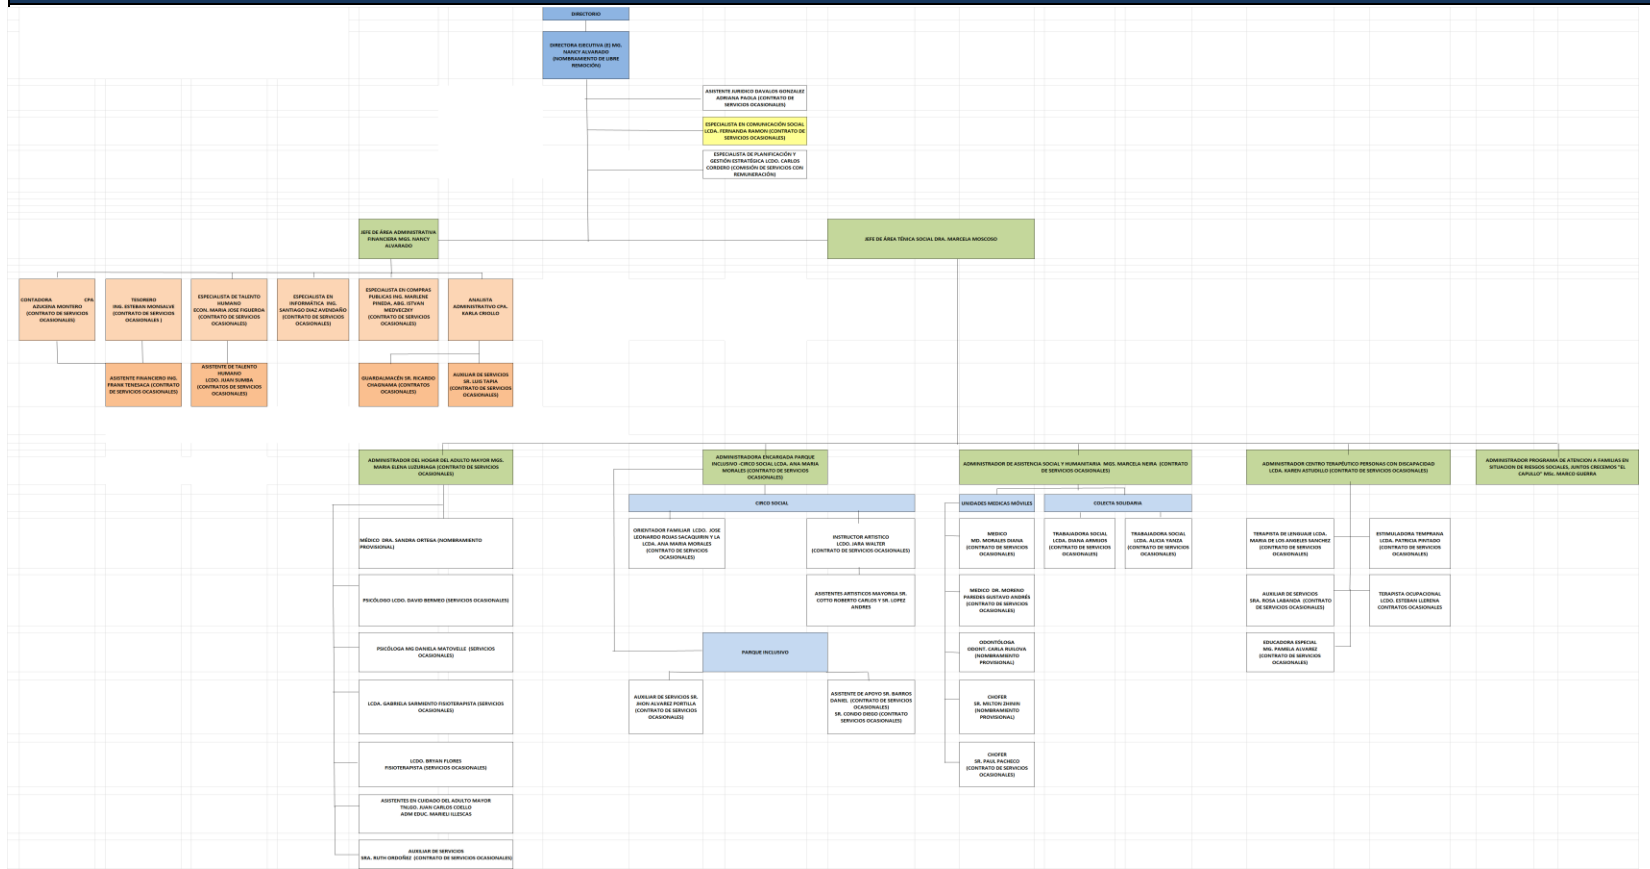 DIRECTORIO
DIRECTORA EJECUTIVA (E) MG.
NANCY ALVARADO
(NOMBRAMIENTO DE LIBRE
REMOCIÓN)
ASISTENTE JURIDICO DAVALOS GONZALEZ
ADRIANA PAOLA (CONTRATO DE
SERVICIOS OCASIONALES)
ESPECIALISTA EN COMUNICACIÓN SOCIAL
LCDA. FERNANDA RAMON (CONTRATO DE
SERVICIOS OCASIONALES)
ESPECIALISTA DE PLANIFICACIÓN Y
GESTIÓN ESTRATÉGICA LCDO. CARLOS
CORDERO (COMISIÓN DE SERVICIOS CON
REMUNERACIÓN)
JEFE DE ÁREA ADMINISTRATIVA
FINANCIERA MGS. NANCY
ALVARADO
JEFE DE ÁREA TÉNICA SOCIAL DRA. MARCELA MOSCOSO
CONTADORA CPA
AZUCENA MONTERO
(CONTRATO DE SERVICIOS
OCASIONALES)
TESORERO
ING. ESTEBAN MONSALVE
(CONTRATO DE SERVICIOS
OCASIONALES )
ESPECIALISTA DE TALENTO
HUMANO
ECON. MARIA JOSE FIGUEROA
(CONTRATO DE SERVICIOS
OCASIONALES)
ESPECIALISTA EN
INFORMÁTICA ING.
SANTIAGO DIAZ AVENDAÑO
(CONTRATO DE SERVICIOS
OCASIONALES)
ESPECIALISTA EN COMPRAS
PUBLICAS ING. MARLENE
PINEDA, ABG. ISTVAN
MEDVECZKY
(CONTRATO DE SERVICIOS
OCASIONALES)
ANALISTA
ADMINISTRATIVO CPA.
KARLA CRIOLLO
ASISTENTE FINANCIERO ING.
FRANK TENESACA (CONTRATO
DE SERVICIOS OCASIONALES)
ASISTENTE DE TALENTO
HUMANO
LCDO. JUAN SUMBA
(CONTRATOS DE SERVICIOS
OCASIONALES)
GUARDALMACÉN SR. RICARDO
CHAGNAMA (CONTRATOS
OCASIONALES)
AUXILIAR DE SERVICIOS
SR. LUIS TAPIA
(CONTRATO DE SERVICIOS
OCASIONALES)
ADMINISTRADOR DEL HOGAR DEL ADULTO MAYOR MGS.
MARIA ELENA LUZURIAGA (CONTRATO DE SERVICIOS
OCASIONALES)
ADMINISTRADORA ENCARGADA PARQUE
INCLUSIVO -CIRCO SOCIAL LCDA. ANA MARIA
MORALES (CONTRATO DE SERVICIOS
OCASIONALES)
ADMINISTRADOR DE ASISTENCIA SOCIAL Y HUMANITARIA MGS. MARCELA NEIRA (CONTRATO
DE SERVICIOS OCASIONALES)
ADMINISTRADOR CENTRO TERAPÉUTICO PERSONAS CON DISCAPACIDAD
LCDA. KAREN ASTUDILLO (CONTRATO DE SERVICIOS OCASIONALES)
ADMINISTRADOR PROGRAMA DE ATENCION A FAMILIAS EN
SITUACION DE RIESGOS SOCIALES, JUNTOS CRECEMOS "EL
CAPULLO" MSc. MARCO GUERRA
CIRCO SOCIAL
UNIDADES MEDICAS MÓVILES
COLECTA SOLIDARIA
MÉDICO DRA. SANDRA ORTEGA (NOMBRAMIENTO
PROVISIONAL)
ORIENTADOR FAMILIAR LCDO. JOSE
LEONARDO ROJAS SACAQUIRIN Y LA
LCDA. ANA MARIA MORALES
(CONTRATO DE SERVICIOS
OCASIONALES)
INSTRUCTOR ARTISTICO
LCDO. JARA WALTER
(CONTRATO DE SERVICIOS OCASIONALES)
MEDICO
MD. MORALES DIANA
(CONTRATO DE SERVICIOS
OCASIONALES)
TRABAJADORA SOCIAL
LCDA. DIANA ARMIJOS
(CONTRATO DE SERVICIOS
OCASIONALES)
TRABAJADORA SOCIAL
LCDA. ALICIA YANZA
(CONTRATO DE SERVICIOS
OCASIONALES)
TERAPISTA DE LENGUAJE LCDA.
MARIA DE LOS ANGELES SANCHEZ
(CONTRATO DE SERVICIOS
OCASIONALES)
ESTIMULADORA TEMPRANA
LCDA. PATRICIA PINTADO
(CONTRATO DE SERVICIOS
OCASIONALES)
PSICÓLOGO LCDO. DAVID BERMEO (SERVICIOS OCASIONALES)
ASISTENTES ARTISTICOS MAYORGA SR.
COTTO ROBERTO CARLOS Y SR. LOPEZ
ANDRES
MEDICO DR. MORENO
PAREDES GUSTAVO ANDRÉS
(CONTRATO DE SERVICIOS
OCASIONALES)
AUXILIAR DE SERVICIOS
SRA. ROSA LABANDA (CONTRATO
DE SERVICIOS OCASIONALES)
TERAPISTA OCUPACIONAL
LCDO. ESTEBAN LLERENA
CONTRATOS OCASIONALES
PSICÓLOGA MG DANIELA MATOVELLE (SERVICIOS
OCASIONALES)
PARQUE INCLUSIVO
ODONTÓLOGA
ODONT. CARLA RUILOVA
(NOMBRAMIENTO
PROVISIONAL)
EDUCADORA ESPECIAL
MG. PAMELA ALVAREZ
(CONTRATO DE SERVICIOS
OCASIONALES)
LCDA. GABRIELA SARMIENTO FISIOTERAPISTA (SERVICIOS
OCASIONALES)
AUXILIAR DE SERVICIOS SR.
JHON ALVAREZ PORTILLA
(CONTRATO DE SERVICIOS
OCASIONALES)
ASISTENTE DE APOYO SR. BARROS
DANIEL (CONTRATO DE SERVICIOS
OCASIONALES)
SR. CONDO DIEGO (CONTRATO
SERVICIOS OCASIONALES)
CHOFER
SR. MILTON ZHININ
(NOMBRAMIENTO
PROVISIONAL)
LCDO. BRYAN FLORES
FISIOTERAPISTA (SERVICIOS OCASIONALES)
CHOFER
SR. PAUL PACHECO
(CONTRATO DE SERVICIOS
OCASIONALES)
ASISTENTES EN CUIDADO DEL ADULTO MAYOR
TNLGO. JUAN CARLOS COELLO
ADM EDUC. MARIELI ILLESCAS
AUXILIAR DE SERVICIOS
SRA. RUTH ORDOÑEZ (CONTRATO DE SERVICIOS OCASIONALES)